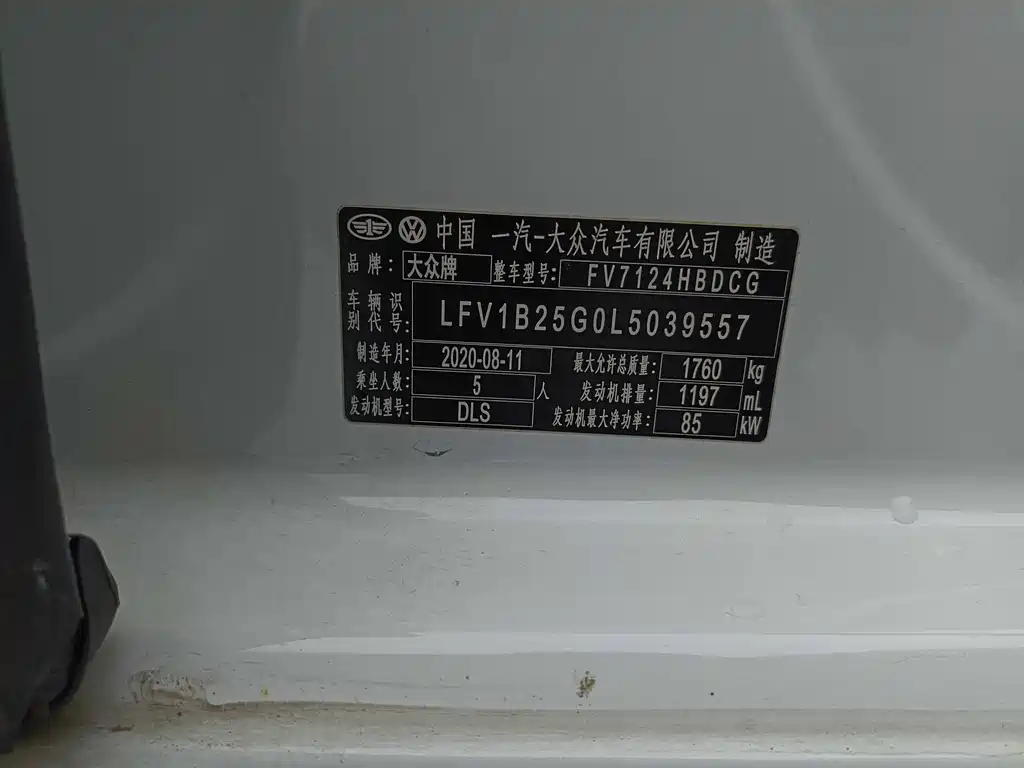 中国 一汽-大众汽车有限公司 制造
品牌: 大众牌 整车型号: FV7124HBDCG
车辆识别代号: LFV1B25G0L5039557
制造年月: 2020-08-11 最大允许总质量: 1760 kg
乘坐人数: 5 人 发动机排量: 1197 mL
发动机型号: DLS 发动机最大净功率: 85 kW